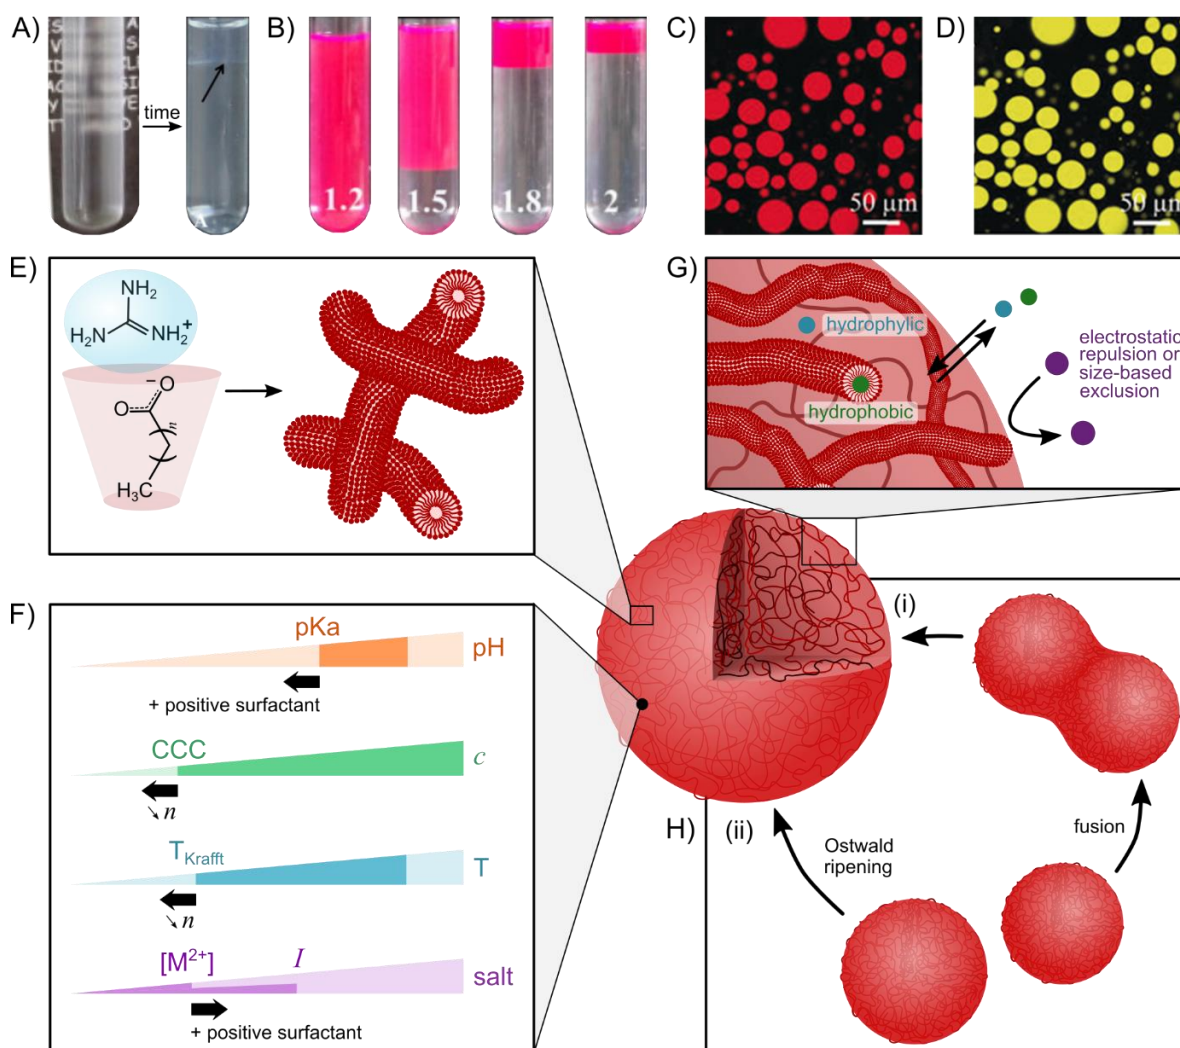 A)
time
A
B)
1.2
1.5
1.8
2
C)
50 µm
D)
50 µm
E)
NH₂
H₂N
NH₂
+
−
O
O
n
H₃C
F)
pKa
pH
+ positive surfactant
CCC
c
↘ n
T_Krafft
T
↘ n
[M²⁺]
I
salt
+ positive surfactant
G)
hydrophylic
hydrophobic
electrostatic
repulsion or
size-based
exclusion
H)
(i)
(ii)
Ostwald
ripening
fusion